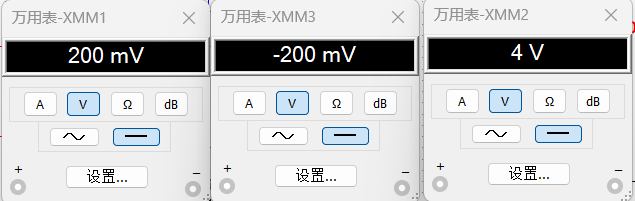 万用表-XMM1
200 mV
A V Ω dB
+ −
设置...
万用表-XMM3
-200 mV
A V Ω dB
+ −
设置...
万用表-XMM2
4 V
A V Ω dB
+ −
设置...